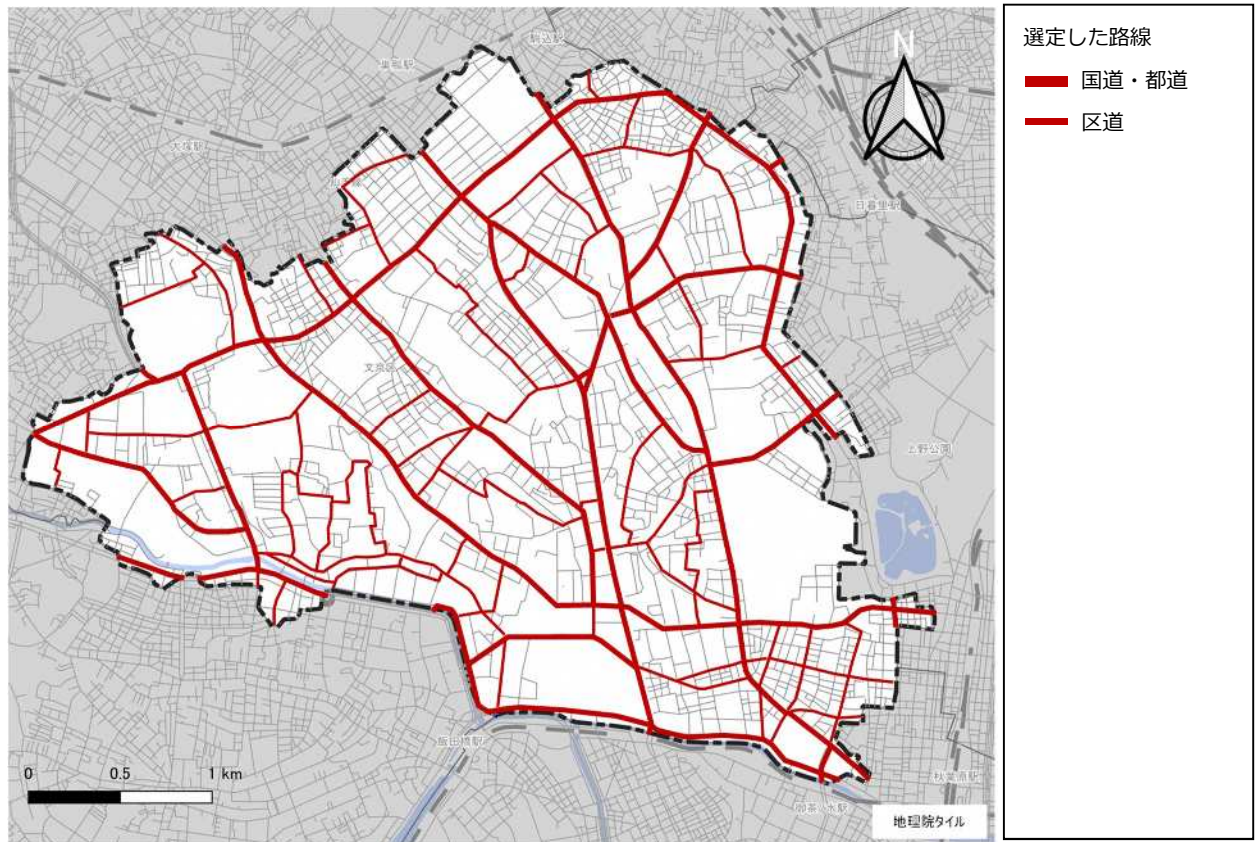 選定した路線
国道・都道
区道
N
駒込駅
巣鴨駅
大塚駅
日暮里駅
文京区
上野公園
飯田橋駅
秋葉原駅
御茶ノ水駅
0 0.5 1 km
地理院タイル